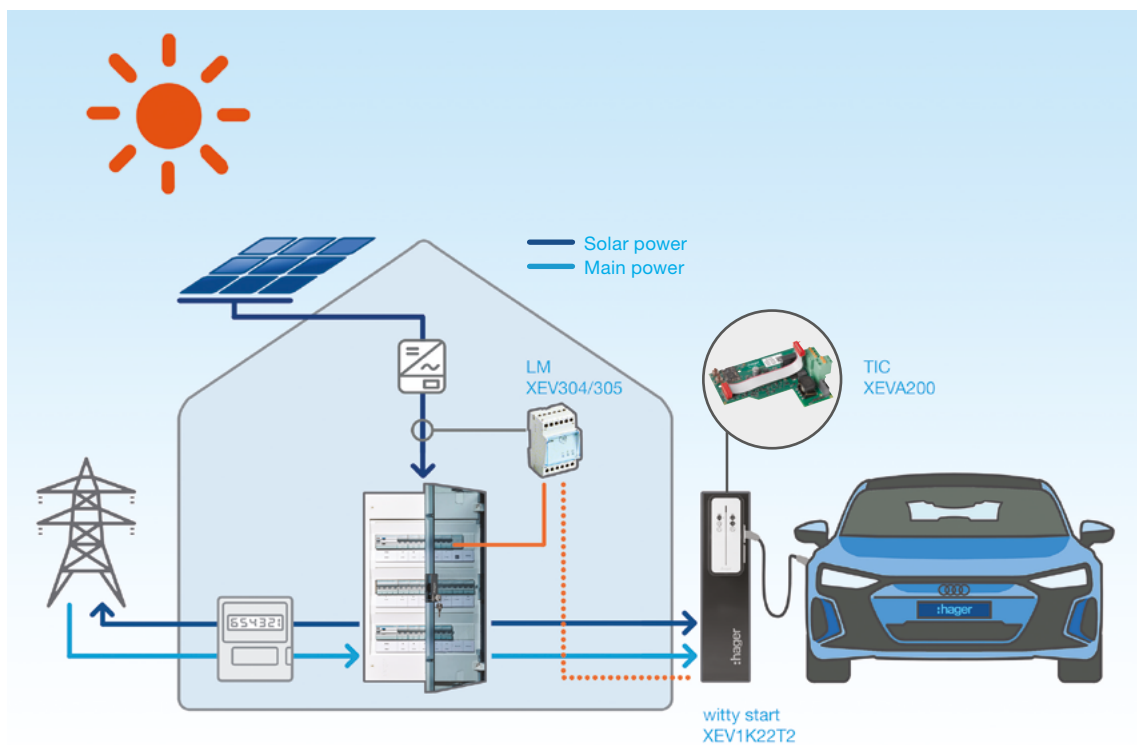 Solar power
Main power
LM
XEV304/305
TIC
XEVA200
654321
:hager
:hager
witty start
XEV1K22T2